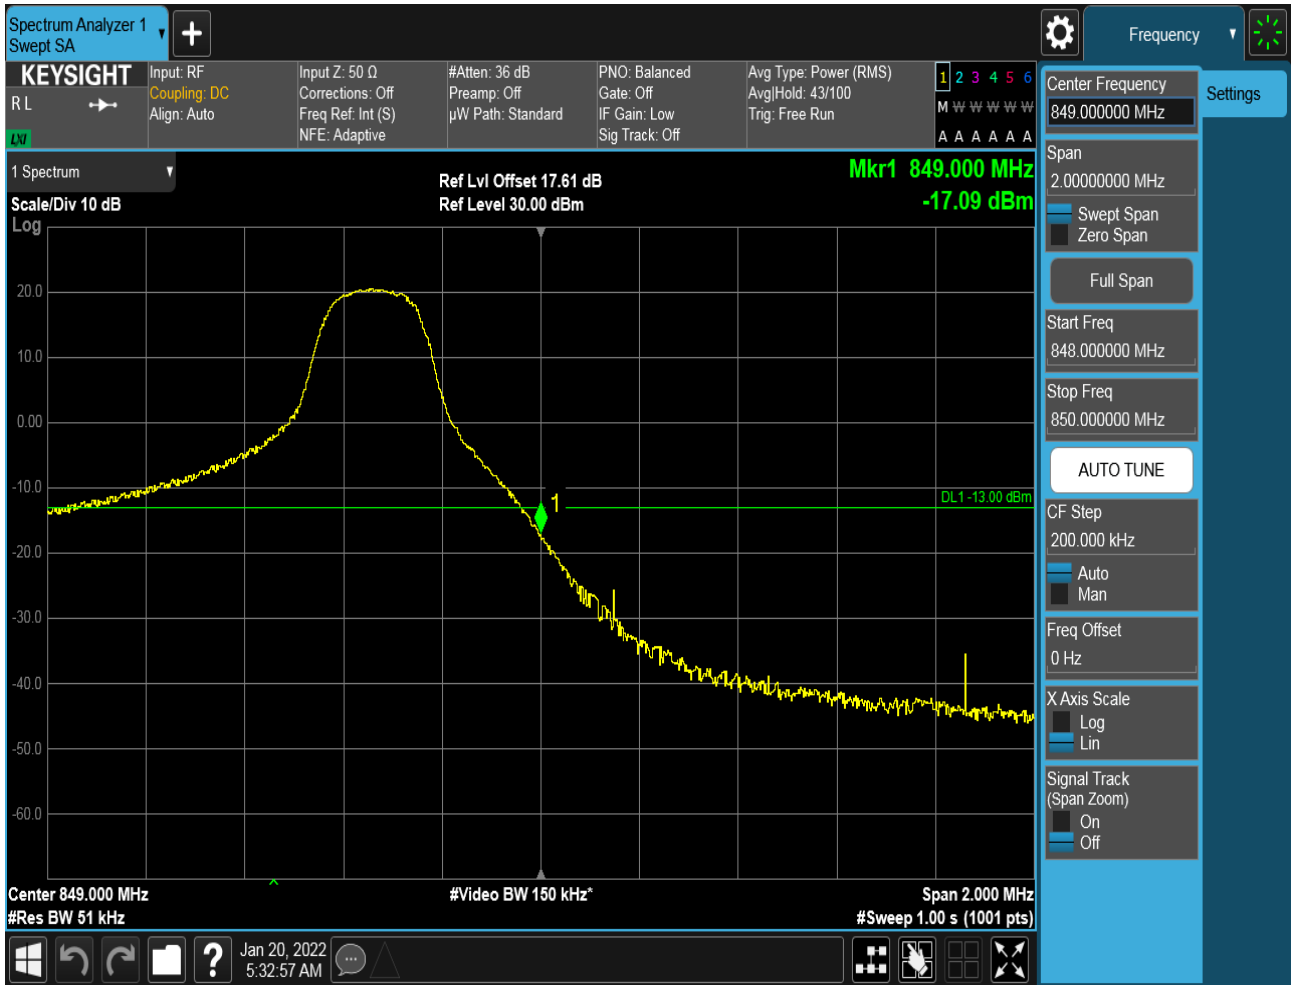 Spectrum Analyzer 1
Swept SA
Frequency
KEYSIGHT
R L
LXI
Input: RF
Coupling: DC
Align: Auto
Input Z: 50 Ω
Corrections: Off
Freq Ref: Int (S)
NFE: Adaptive
#Atten: 36 dB
Preamp: Off
µW Path: Standard
PNO: Balanced
Gate: Off
IF Gain: Low
Sig Track: Off
Avg Type: Power (RMS)
Avg|Hold: 43/100
Trig: Free Run
1 2 3 4 5 6
M W W W W W
A A A A A A
1 Spectrum
Scale/Div 10 dB
Log
Ref Lvl Offset 17.61 dB
Ref Level 30.00 dBm
Mkr1 849.000 MHz
-17.09 dBm
20.0
10.0
0.00
-10.0
-20.0
-30.0
-40.0
-50.0
-60.0
1
DL1 -13.00 dBm
Center 849.000 MHz
#Res BW 51 kHz
#Video BW 150 kHz*
Span 2.000 MHz
#Sweep 1.00 s (1001 pts)
?
Jan 20, 2022
5:32:57 AM
Center Frequency
849.000000 MHz
Settings
Span
2.00000000 MHz
Swept Span
Zero Span
Full Span
Start Freq
848.000000 MHz
Stop Freq
850.000000 MHz
AUTO TUNE
CF Step
200.000 kHz
Auto
Man
Freq Offset
0 Hz
X Axis Scale
Log
Lin
Signal Track
(Span Zoom)
On
Off